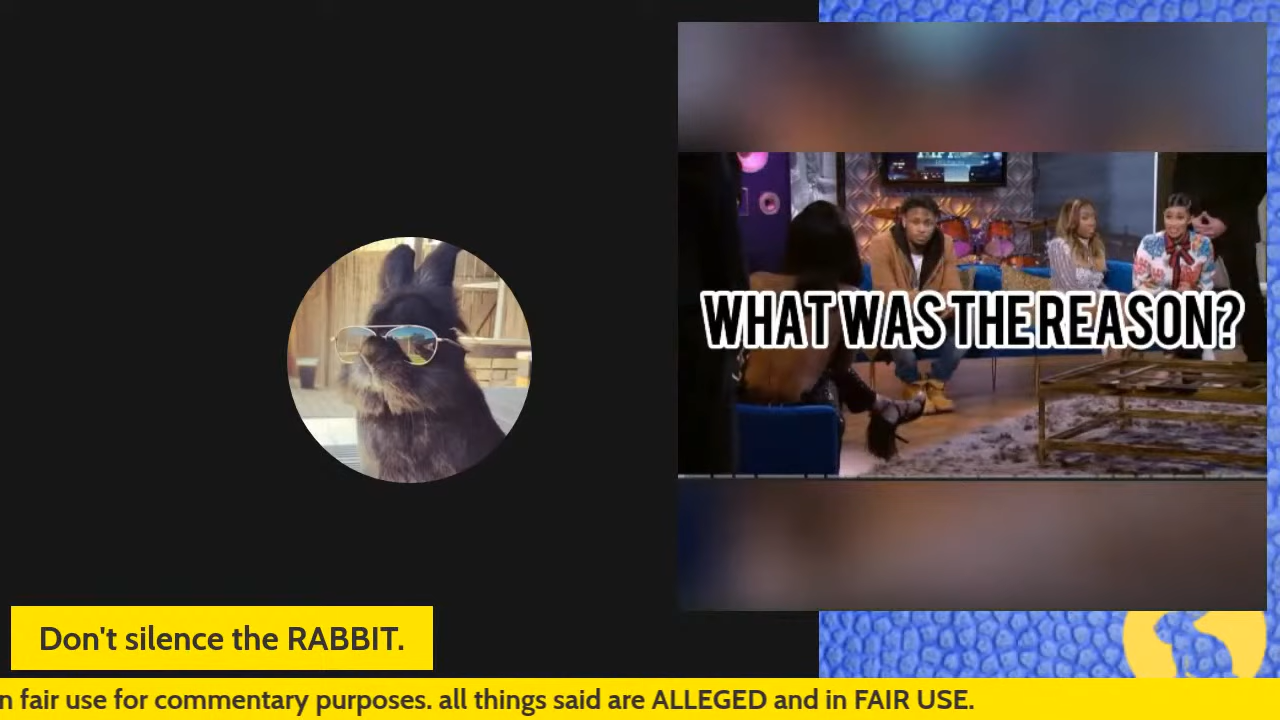 WHAT WAS THE REASON?
Don't silence the RABBIT.
n fair use for commentary purposes. all things said are ALLEGED and in FAIR USE.